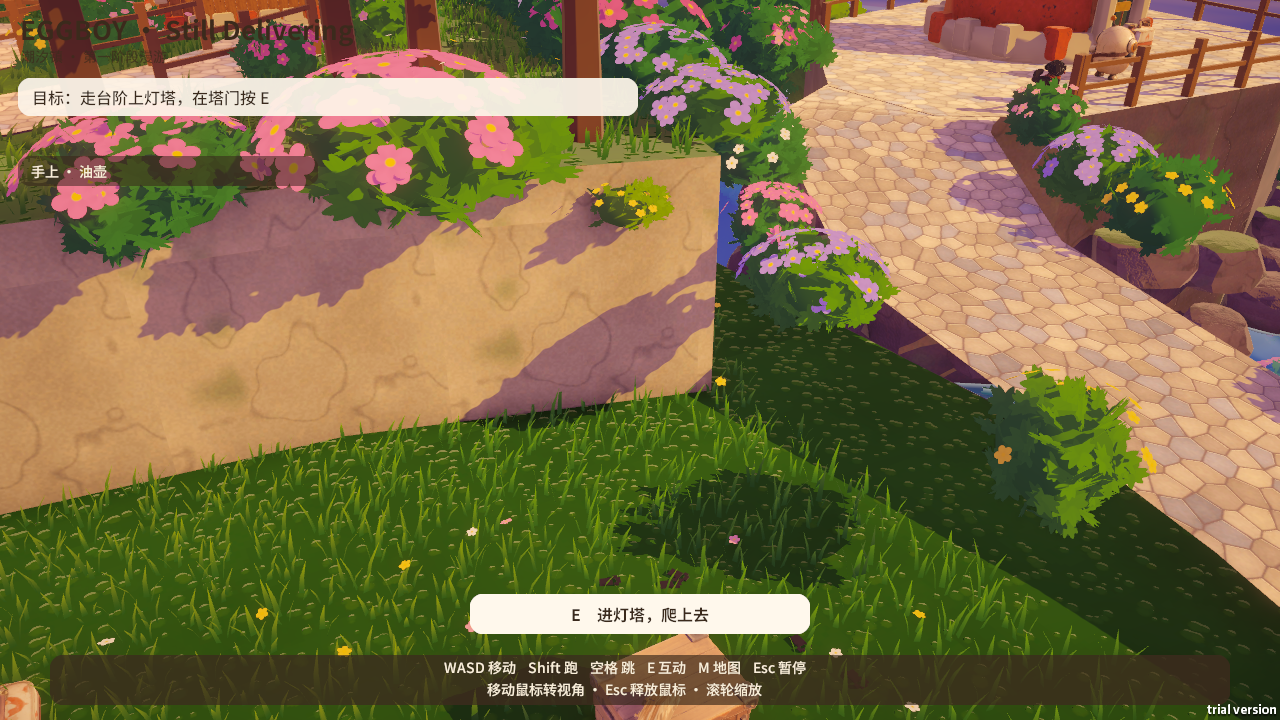 EGGBOY · Still Delivering
目标：走台阶上灯塔，在塔门按 E
手上 · 油壶
E 进灯塔，爬上去
WASD 移动 Shift 跑 空格 跳 E 互动 M 地图 Esc 暂停
移动鼠标转视角 · Esc 释放鼠标 · 滚轮缩放
trial version